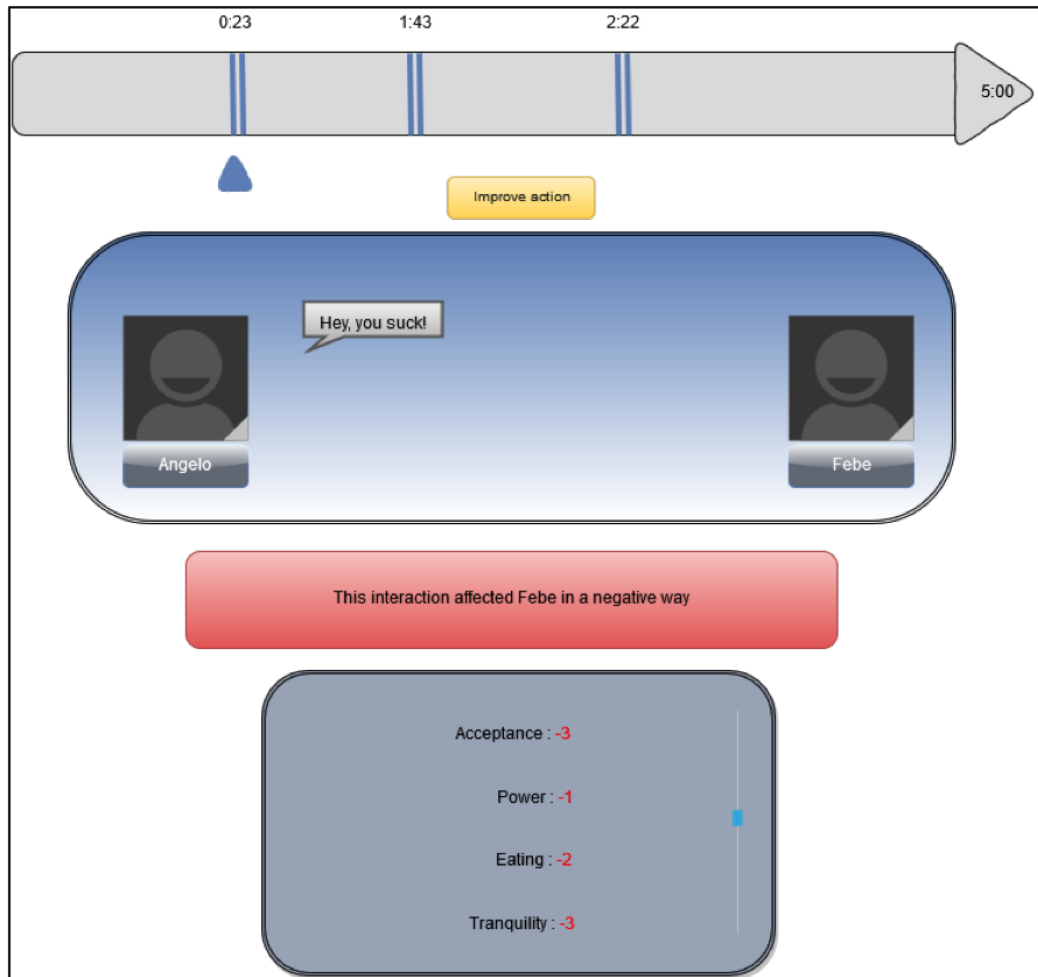 0:23 1:43 2:22
5:00
Improve action
Hey, you suck!
Angelo Febe
This interaction affected Febe in a negative way
Acceptance : -3
Power : -1
Eating : -2
Tranquility : -3